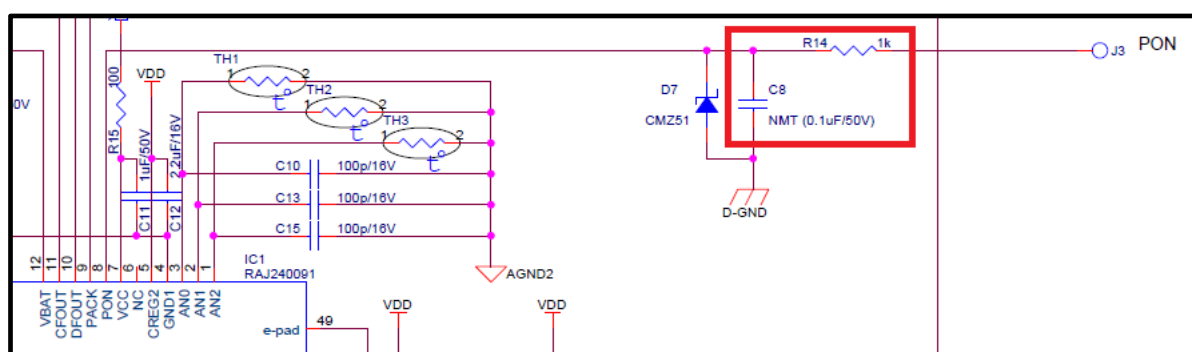 R14 1k
J3 PON
TH1
1 2
VDD
TH2
1 2
TH3
1 2
100
R15
0V
D7
CMZ51
C8
NMT (0.1uF/50V)
1uF/50V
2.2uF/16V
C11
C12
C10 100p/16V
C13 100p/16V
C15 100p/16V
D-GND
AGND2
IC1
RAJ240091
12 11 10 9 8 7 6 5 4 3 2 1
VBAT
CFOUT
DFOUT
PACK
PON
VCC
NC
CREG2
GND1
AN0
AN1
AN2
e-pad 49
VDD VDD